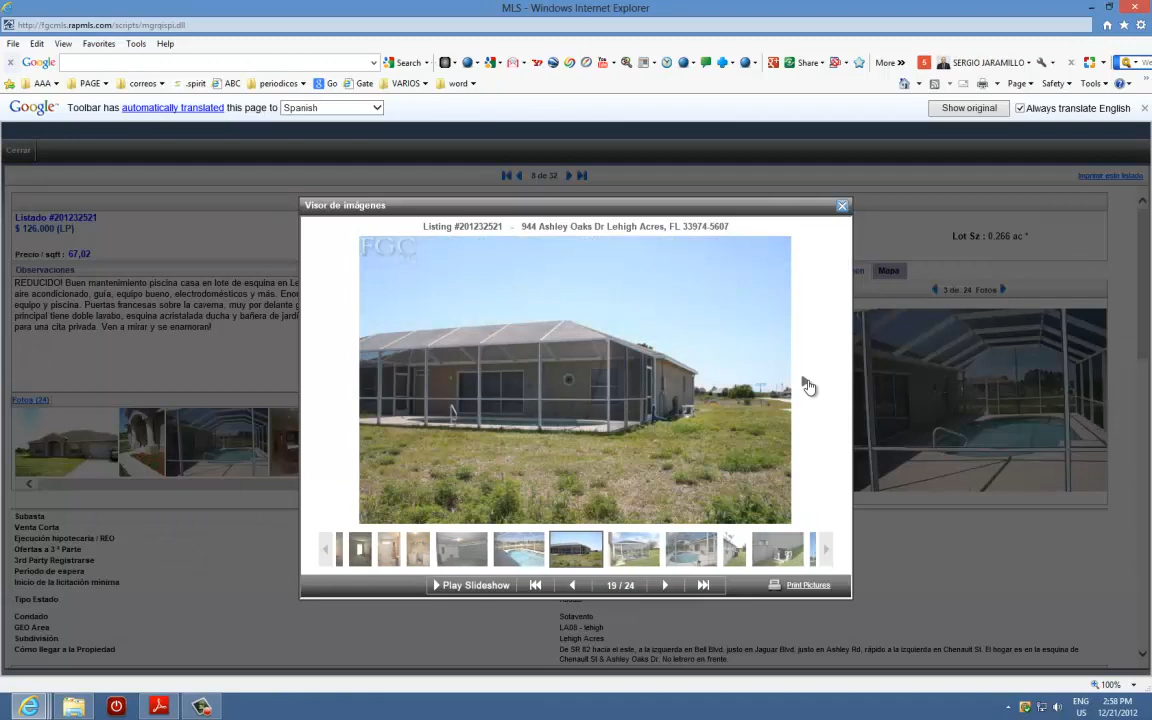 MLS - Windows Internet Explorer
http://fgcmls.rapmls.com/scripts/mgrqispi.dll
File Edit View Favorites Tools Help
Google Search Share More » 5 SERGIO JARAMILLO
AAA PAGE correos .spirit ABC periodicos Go Gate VARIOS word Page Safety Tools
Google Toolbar has automatically translated this page to Spanish Show original Always translate English
Cerrar
8 de 32 Imprimir este listado
Visor de imágenes
Listado #201232521
$ 126.000 (LP)
Listing #201232521 - 944 Ashley Oaks Dr Lehigh Acres, FL 33974-5607
Lot Sz : 0.266 ac *
FGC
Precio / sqft : 67,02
Observaciones
Mapa
REDUCIDO! Buen mantenimiento piscina casa en lote de esquina en Le
aire acondicionado, guía, equipo bueno, electrodomésticos y más. Enor
equipo y piscina. Puertas francesas sobre la caverna, muy por delante
principal tiene doble lavabo, esquina acristalada ducha y bañera de jardí
para una cita privada. Ven a mirar y se enamoran!
3 de 24 Fotos
Fotos (24)
Subasta
Venta Corta
Ejecución hipotecaria / REO
Ofertas a 3 ª Parte
3rd Party Registrarse
Período de espera
Inicio de la licitación mínima
Play Slideshow 19 / 24 Print Pictures
Tipo Estado
Condado Sotavento
GEO Area LA08 - lehigh
Subdivisión Lehigh Acres
Cómo llegar a la Propiedad De SR 82 hacia el este, a la izquierda en Bell Blvd, justo en Jaguar Blvd, justo en Ashley Rd, rápido a la izquierda en Chenault St. El hogar es en la esquina de
Chenault St & Ashley Oaks Dr. No letrero en frente.
100%
ENG 2:58 PM
US 12/21/2012